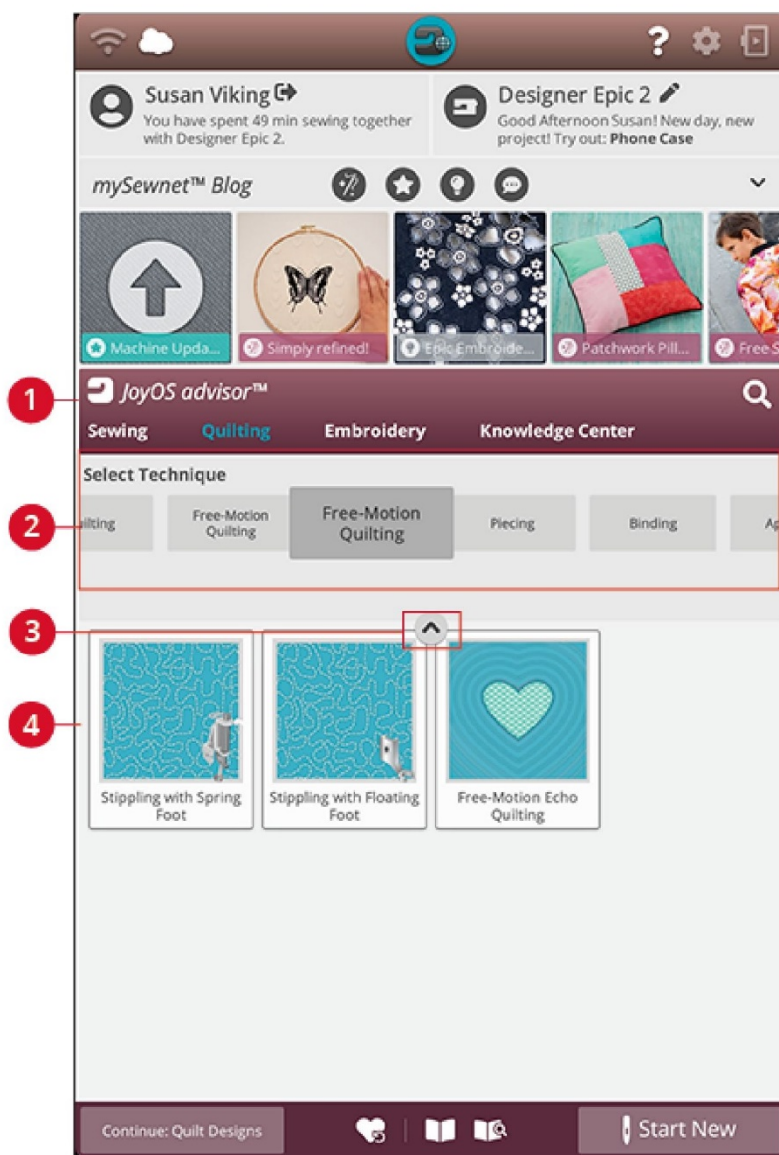 ?
Susan Viking
You have spent 49 min sewing together
with Designer Epic 2.
Designer Epic 2
Good Afternoon Susan! New day, new
project! Try out: Phone Case
mySewnet™ Blog
Machine Upda...
Simply refined!
Epic Embroide...
Patchwork Pill...
Free S
1
JoyOS advisor™
Sewing
Quilting
Embroidery
Knowledge Center
Select Technique
2
uilting
Free-Motion
Quilting
Free-Motion
Quilting
Piecing
Binding
Ap
3
4
Stippling with Spring
Foot
Stippling with Floating
Foot
Free-Motion Echo
Quilting
Continue: Quilt Designs
Start New